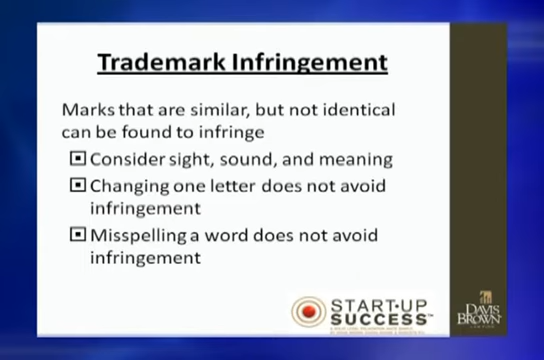 Trademark Infringement
Marks that are similar, but not identical
can be found to infringe
Consider sight, sound, and meaning
Changing one letter does not avoid
infringement
Misspelling a word does not avoid
infringement
START·UP
SUCCESS™
DAVIS
BROWN